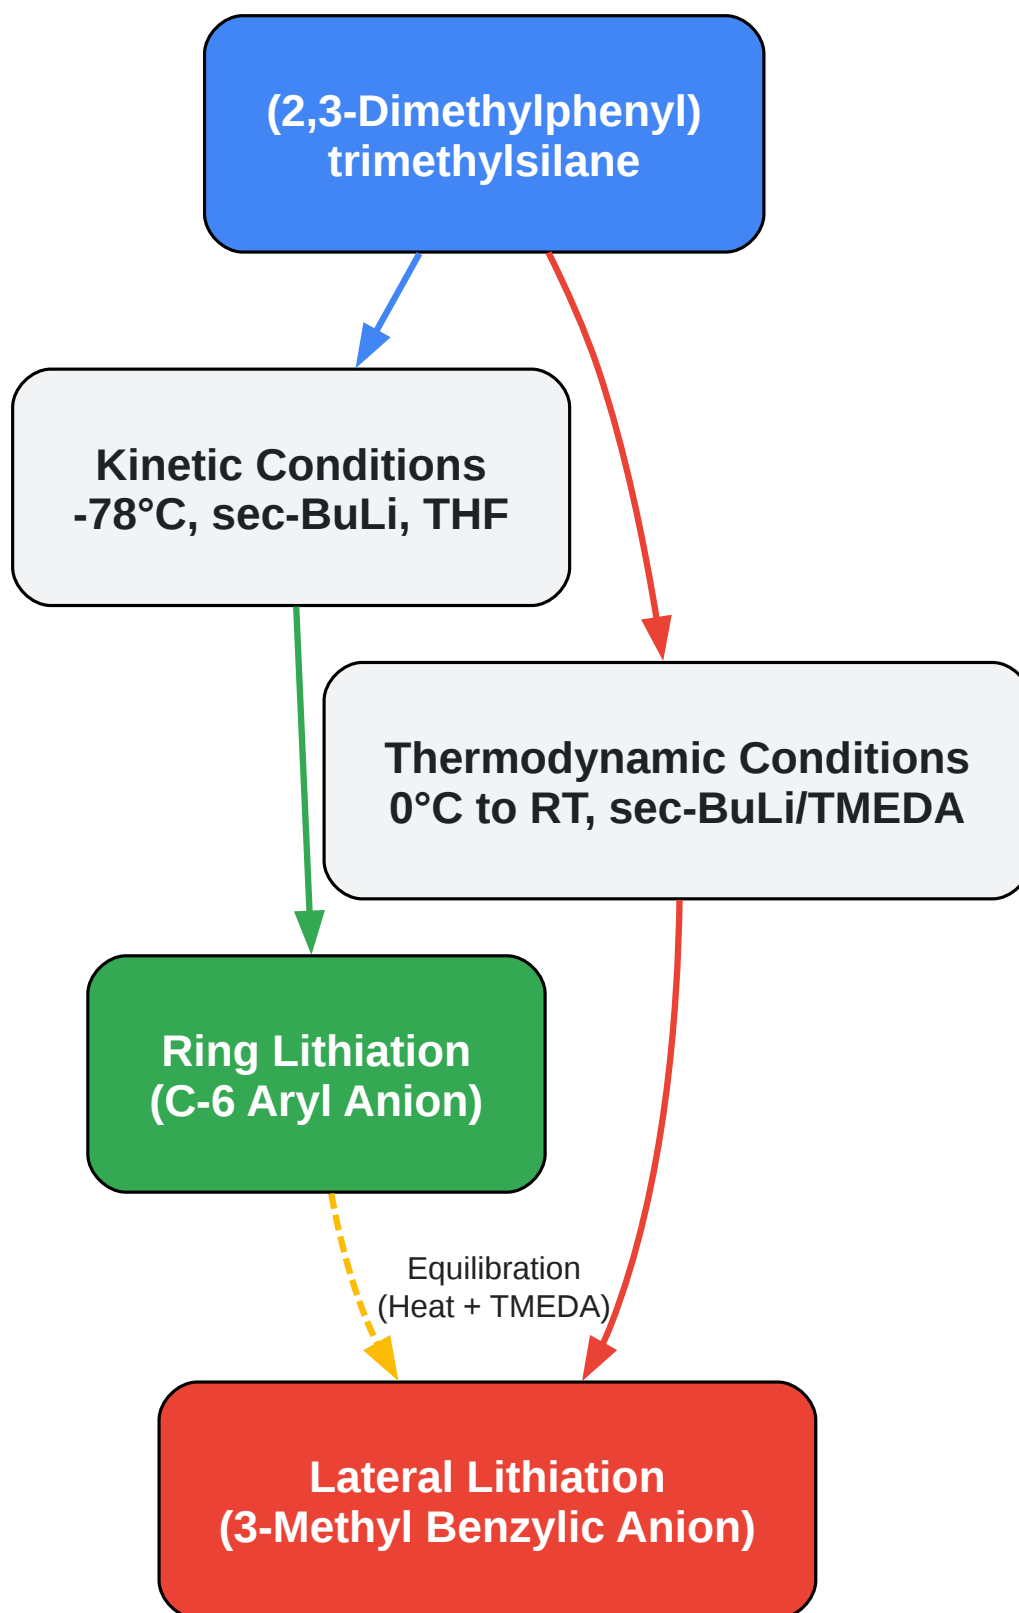 (2,3-Dimethylphenyl)
trimethylsilane
Kinetic Conditions
-78°C, sec-BuLi, THF
Thermodynamic Conditions
0°C to RT, sec-BuLi/TMEDA
Ring Lithiation
(C-6 Aryl Anion)
Equilibration
(Heat + TMEDA)
Lateral Lithiation
(3-Methyl Benzylic Anion)